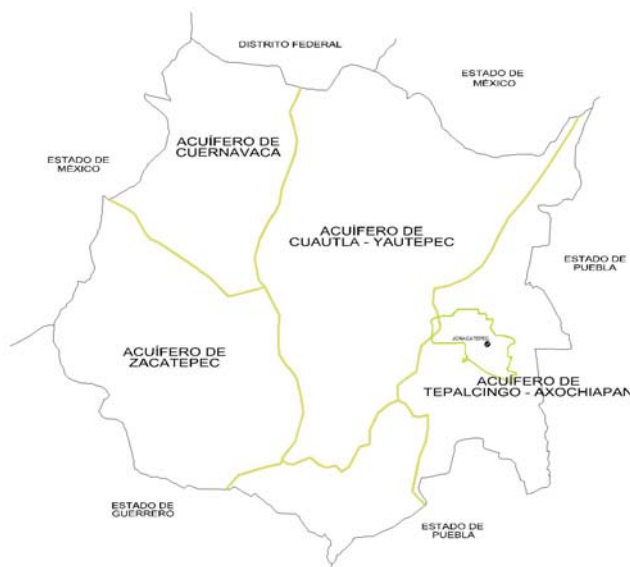 DISTRITO FEDERAL
ESTADO DE
MÉXICO
ACUÍFERO DE
CUERNAVACA
ESTADO DE
MÉXICO
ACUÍFERO DE
CUAUTLA - YAUTEPEC
ESTADO DE
PUEBLA
JONACATEPEC
ACUÍFERO DE
ZACATEPEC
ACUÍFERO DE
TEPALCINGO - AXOCHIAPAN
ESTADO DE
GUERRERO
ESTADO DE
PUEBLA